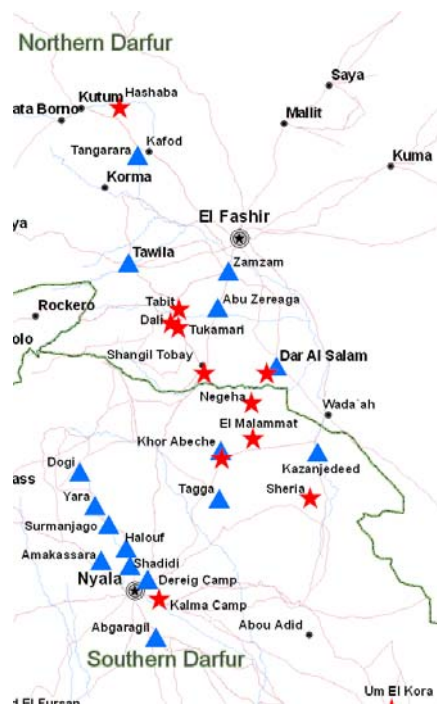 Northern Darfur
Saya
Hashaba
Kutum
ata Borno
Mallit
Kafod
Tangarara
Kuma
Korma
El Fashir
ya
Tawila
Zamzam
Rockero
Tabit
Abu Zereaga
Dali
Tukamari
olo
Shangil Tobay
Dar Al Salam
Negeha
Wada`ah
El Malammat
Khor Abeche
Dogi
Kazanjedeed
ass
Yara
Tagga
Sheria
Surmanjago
Halouf
Amakassara
Shadidi
Nyala
Dereig Camp
Kalma Camp
Abgaragil
Abou Adid
Southern Darfur
Um El Kora
d El Fursan